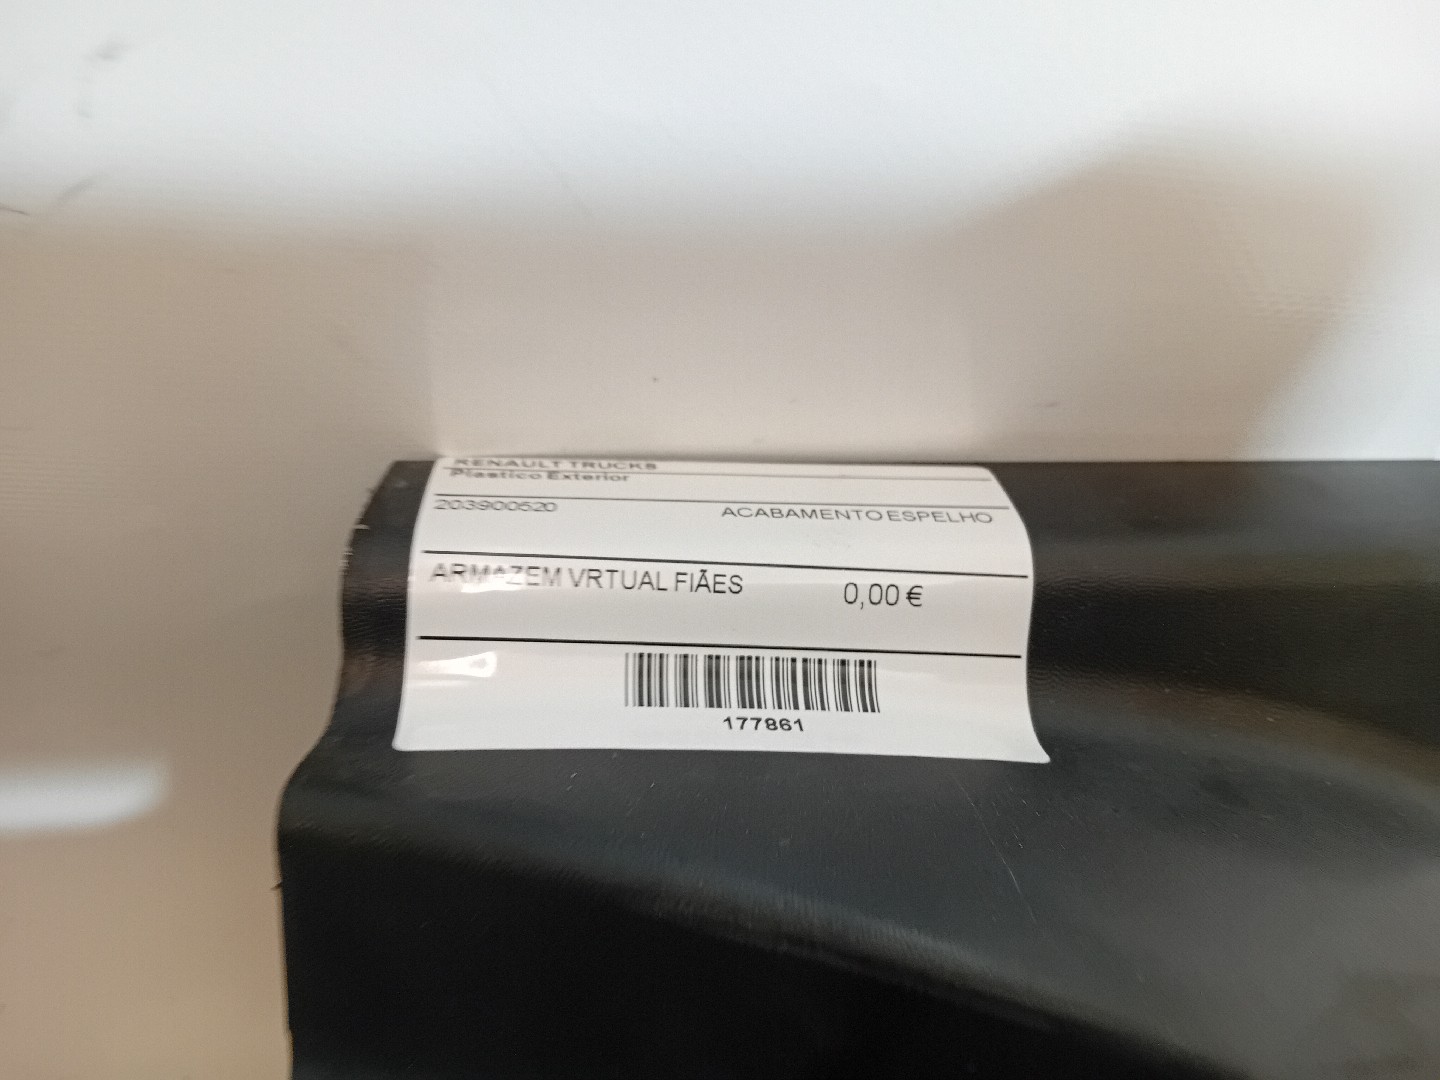 RENAULT TRUCKS
Plastico Exterior
203900520 ACABAMENTO ESPELHO
ARMAZEM VRTUAL FIÃES 0,00 €
177861